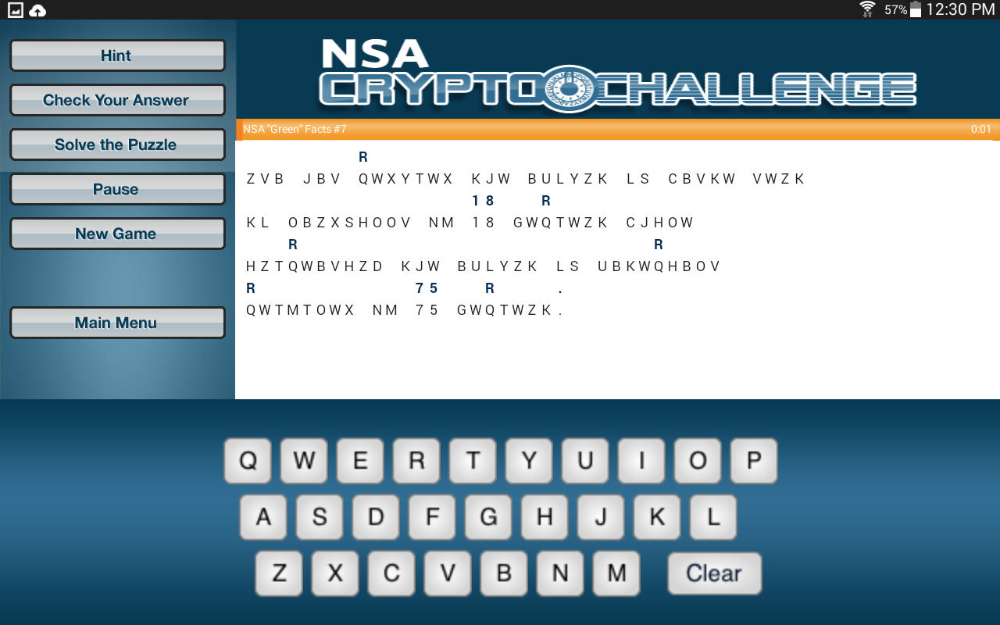 57% 12:30 PM
Hint
Check Your Answer
Solve the Puzzle
Pause
New Game
Main Menu
NSA
CRYPTO CHALLENGE
NSA "Green" Facts #7 0:01
R
ZVB JBV QWXYTWX KJW BULYZK LS CBVKW VWZK
18 R
KL OBZXSHOOV NM 18 GWQTWZK CJHOW
R R
HZTQWBVHZD KJW BULYZK LS UBKWQHBOV
R 75 R .
QWTMTOWX NM 75 GWQTWZK.
Q W E R T Y U I O P
A S D F G H J K L
Z X C V B N M Clear